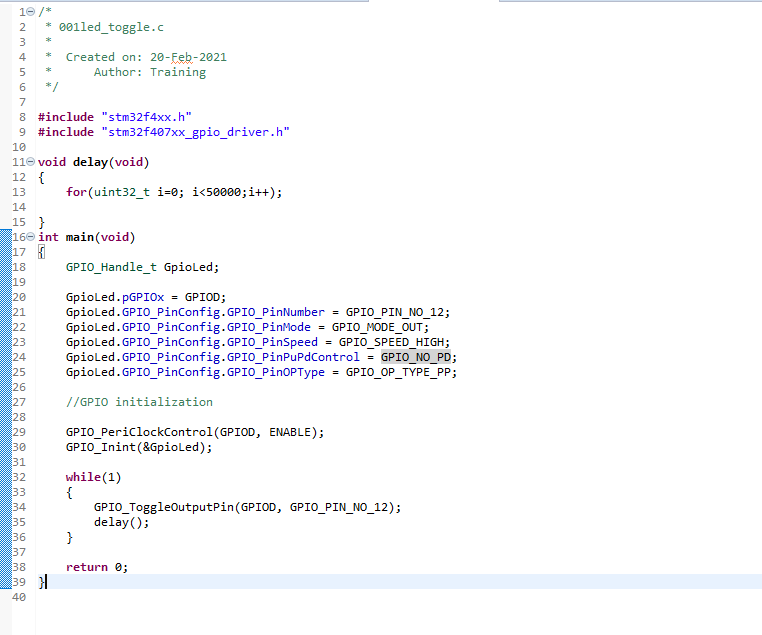 1 /*
2 * 001led_toggle.c
3 *
4 * Created on: 20-Feb-2021
5 * Author: Training
6 */
7
8 #include "stm32f4xx.h"
9 #include "stm32f407xx_gpio_driver.h"
10
11 void delay(void)
12 {
13 for(uint32_t i=0; i<50000;i++);
14
15 }
16 int main(void)
17 {
18 GPIO_Handle_t GpioLed;
19
20 GpioLed.pGPIOx = GPIOD;
21 GpioLed.GPIO_PinConfig.GPIO_PinNumber = GPIO_PIN_NO_12;
22 GpioLed.GPIO_PinConfig.GPIO_PinMode = GPIO_MODE_OUT;
23 GpioLed.GPIO_PinConfig.GPIO_PinSpeed = GPIO_SPEED_HIGH;
24 GpioLed.GPIO_PinConfig.GPIO_PinPuPdControl = GPIO_NO_PD;
25 GpioLed.GPIO_PinConfig.GPIO_PinOPType = GPIO_OP_TYPE_PP;
26
27 //GPIO initialization
28
29 GPIO_PeriClockControl(GPIOD, ENABLE);
30 GPIO_Inint(&GpioLed);
31
32 while(1)
33 {
34 GPIO_ToggleOutputPin(GPIOD, GPIO_PIN_NO_12);
35 delay();
36 }
37
38 return 0;
39 }
40